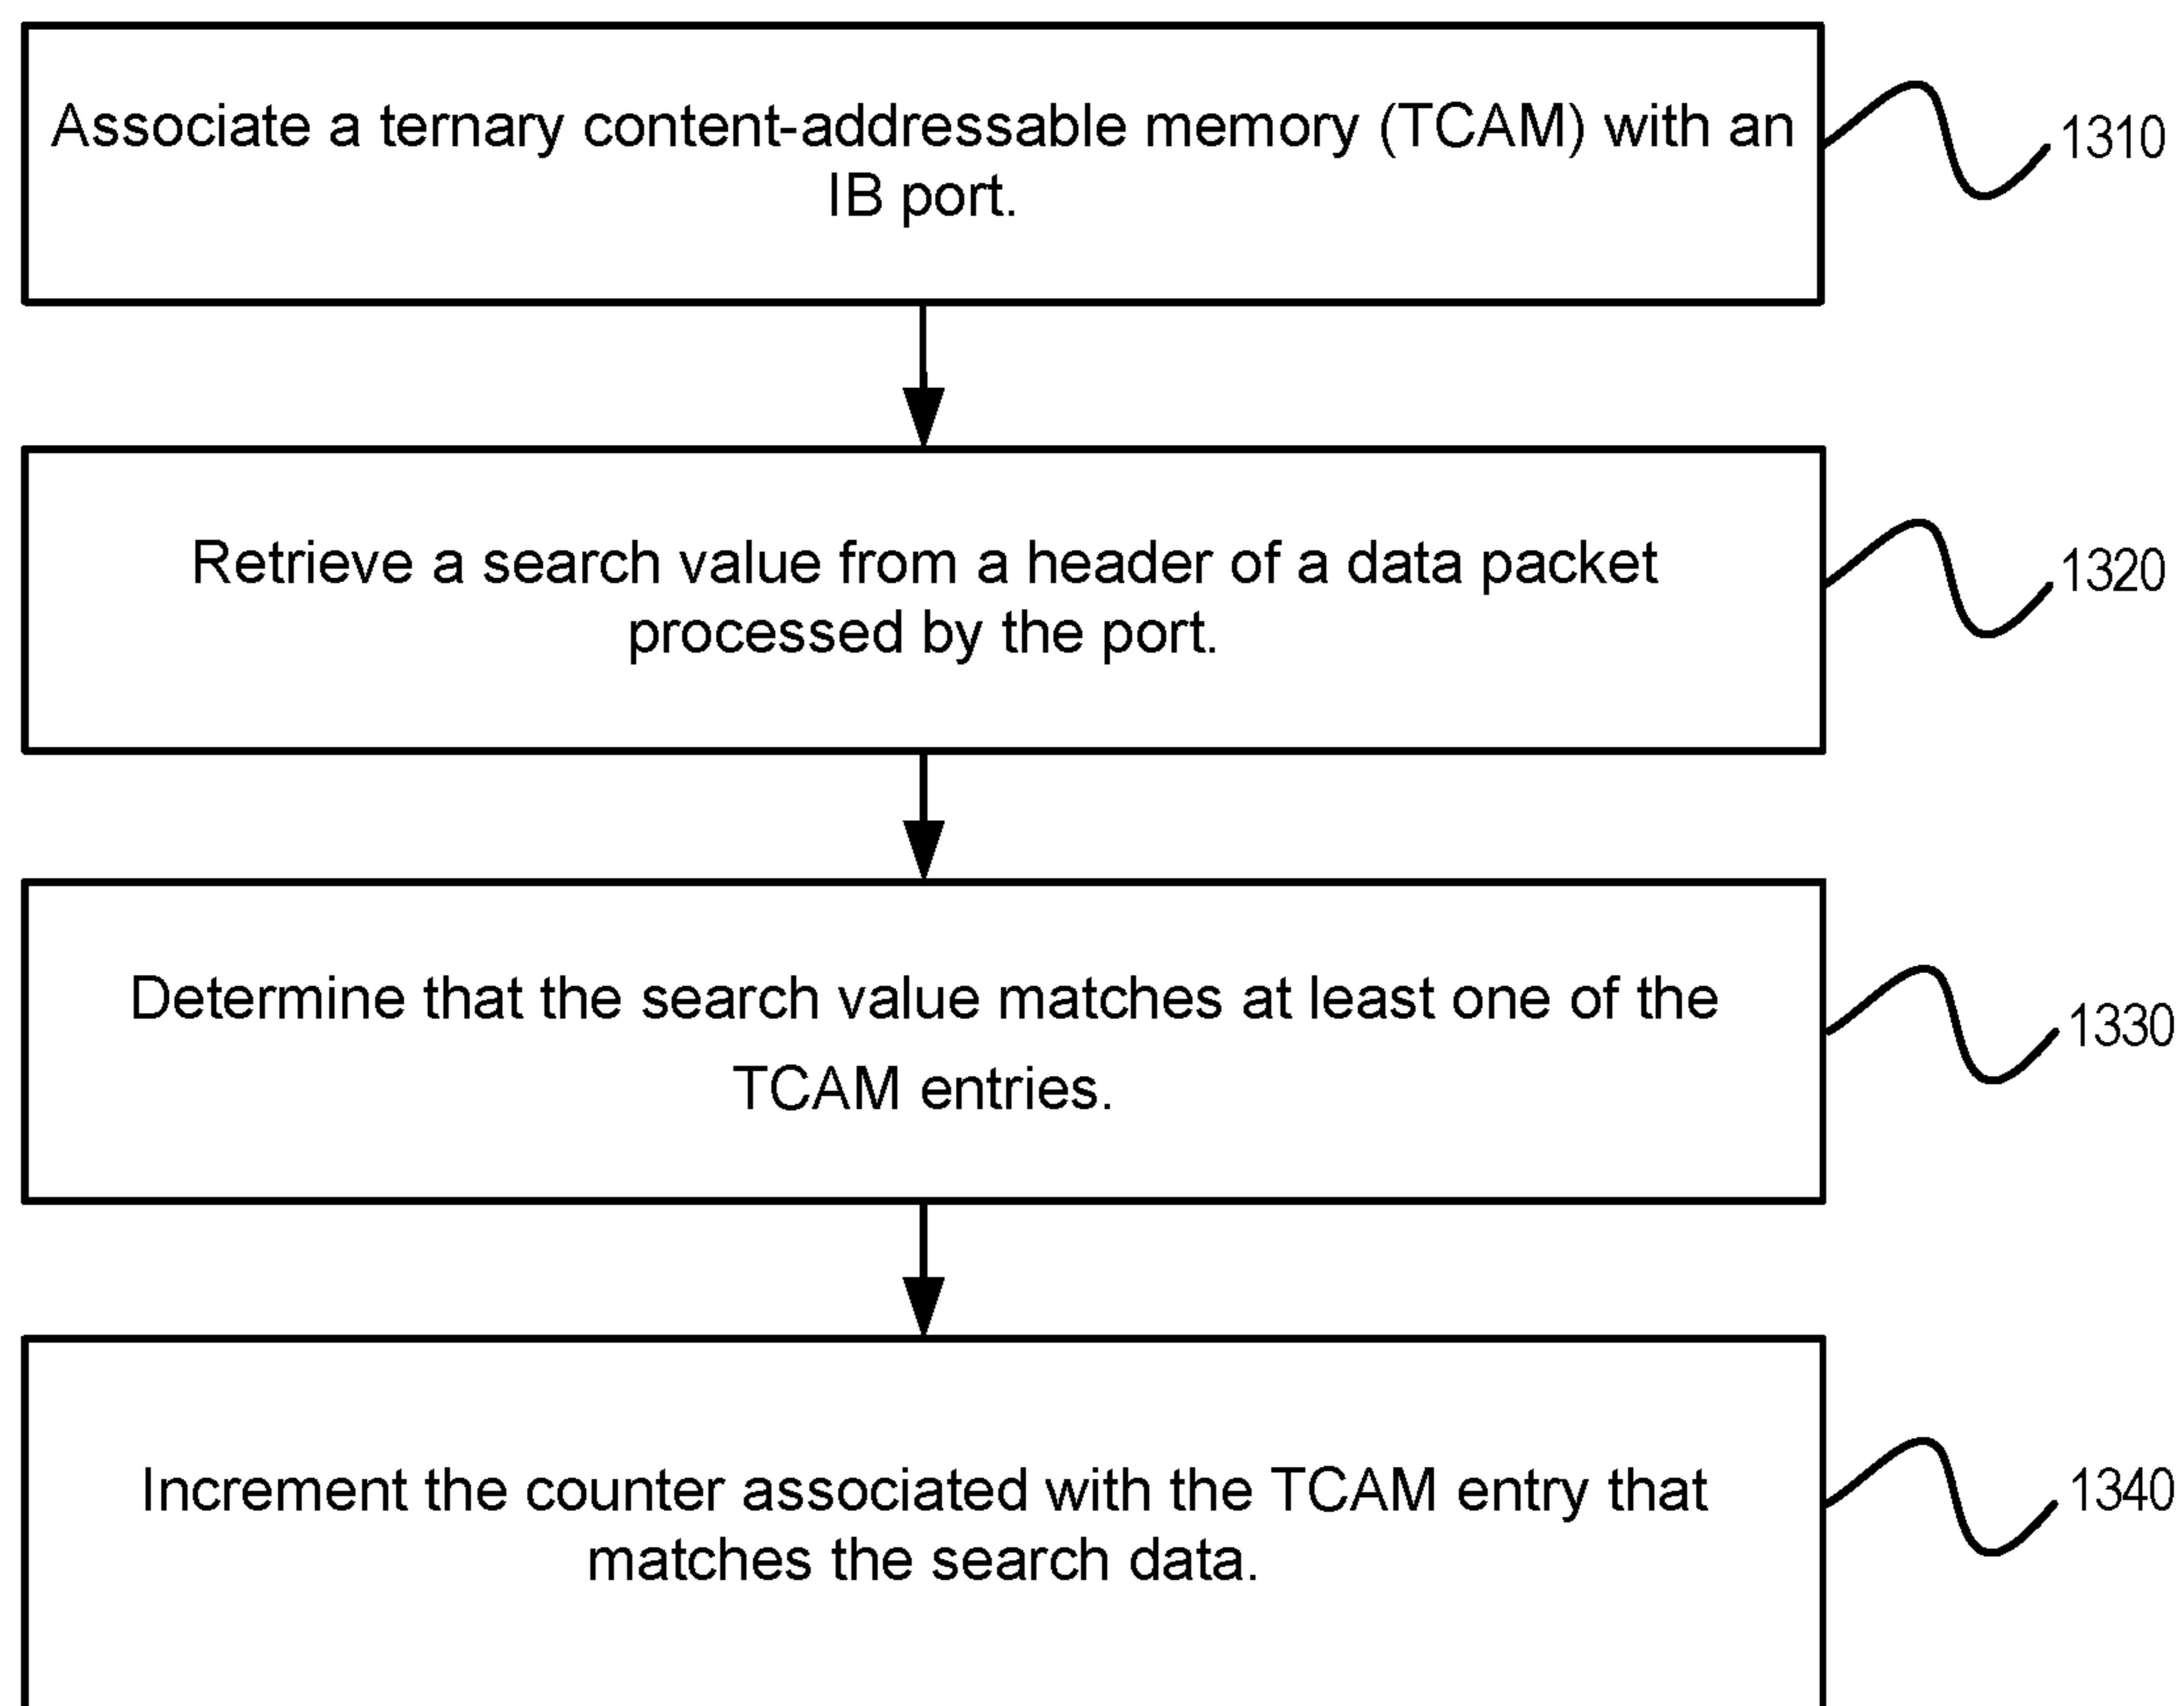 Associate a ternary content-addressable memory (TCAM) with an
IB port.
1310
Retrieve a search value from a header of a data packet
processed by the port.
1320
Determine that the search value matches at least one of the
TCAM entries.
1330
Increment the counter associated with the TCAM entry that
matches the search data.
1340